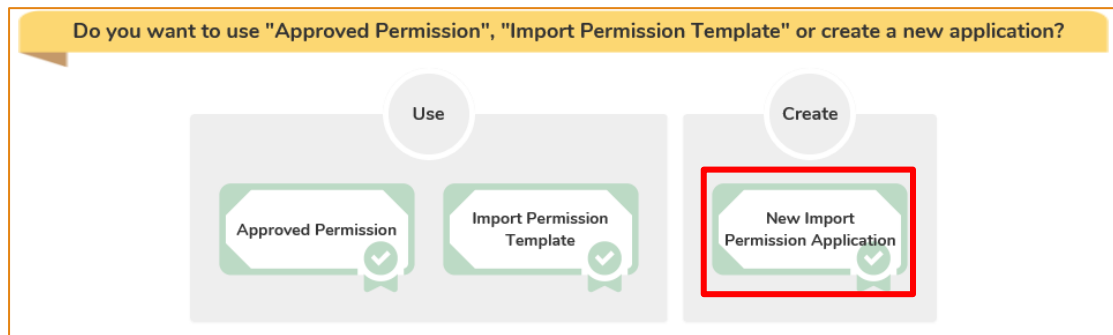 Do you want to use "Approved Permission", "Import Permission Template" or create a new application?
Use
Create
Approved Permission
Import Permission
Template
New Import
Permission Application